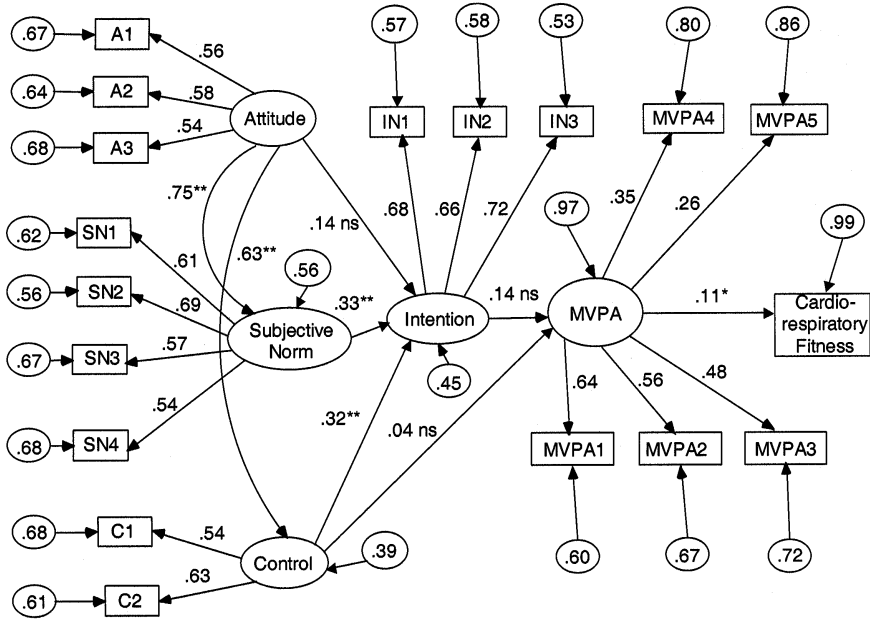 .67
A1
.56
.64
A2
.58
.68
A3
.54
Attitude
.57
.58
.53
.80
.86
IN1
IN2
IN3
MVPA4
MVPA5
.75**
.14 ns
.68
.66
.72
.97
.35
.26
.99
.62
SN1
.61
.63**
.56
.56
SN2
.69
.33**
Subjective
Norm
Intention
.14 ns
MVPA
.11*
Cardio-
respiratory
Fitness
.67
SN3
.57
.45
.64
.56
.48
.68
SN4
.54
.32**
.04 ns
MVPA1
MVPA2
MVPA3
.68
C1
.54
Control
.39
.60
.67
.72
.61
C2
.63